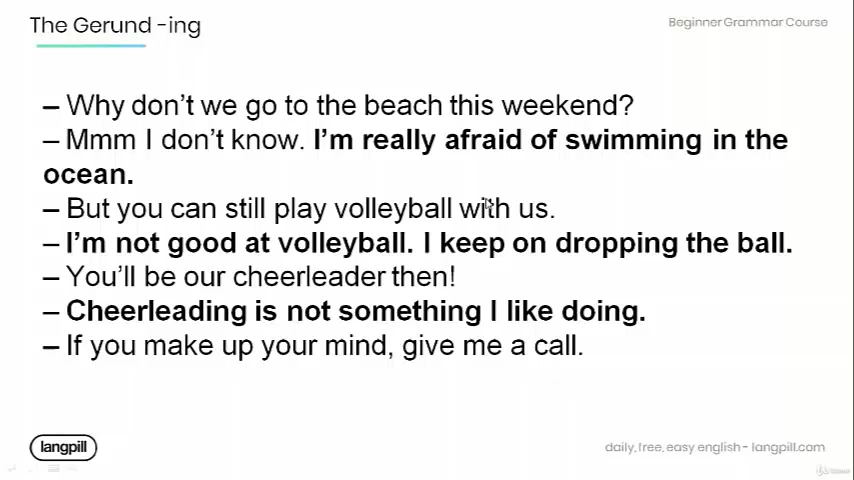 The Gerund -ing
Beginner Grammar Course
– Why don't we go to the beach this weekend?
– Mmm I don't know. I'm really afraid of swimming in the
ocean.
– But you can still play volleyball with us.
– I'm not good at volleyball. I keep on dropping the ball.
– You'll be our cheerleader then!
– Cheerleading is not something I like doing.
– If you make up your mind, give me a call.
langpill
daily, free, easy english - langpill.com